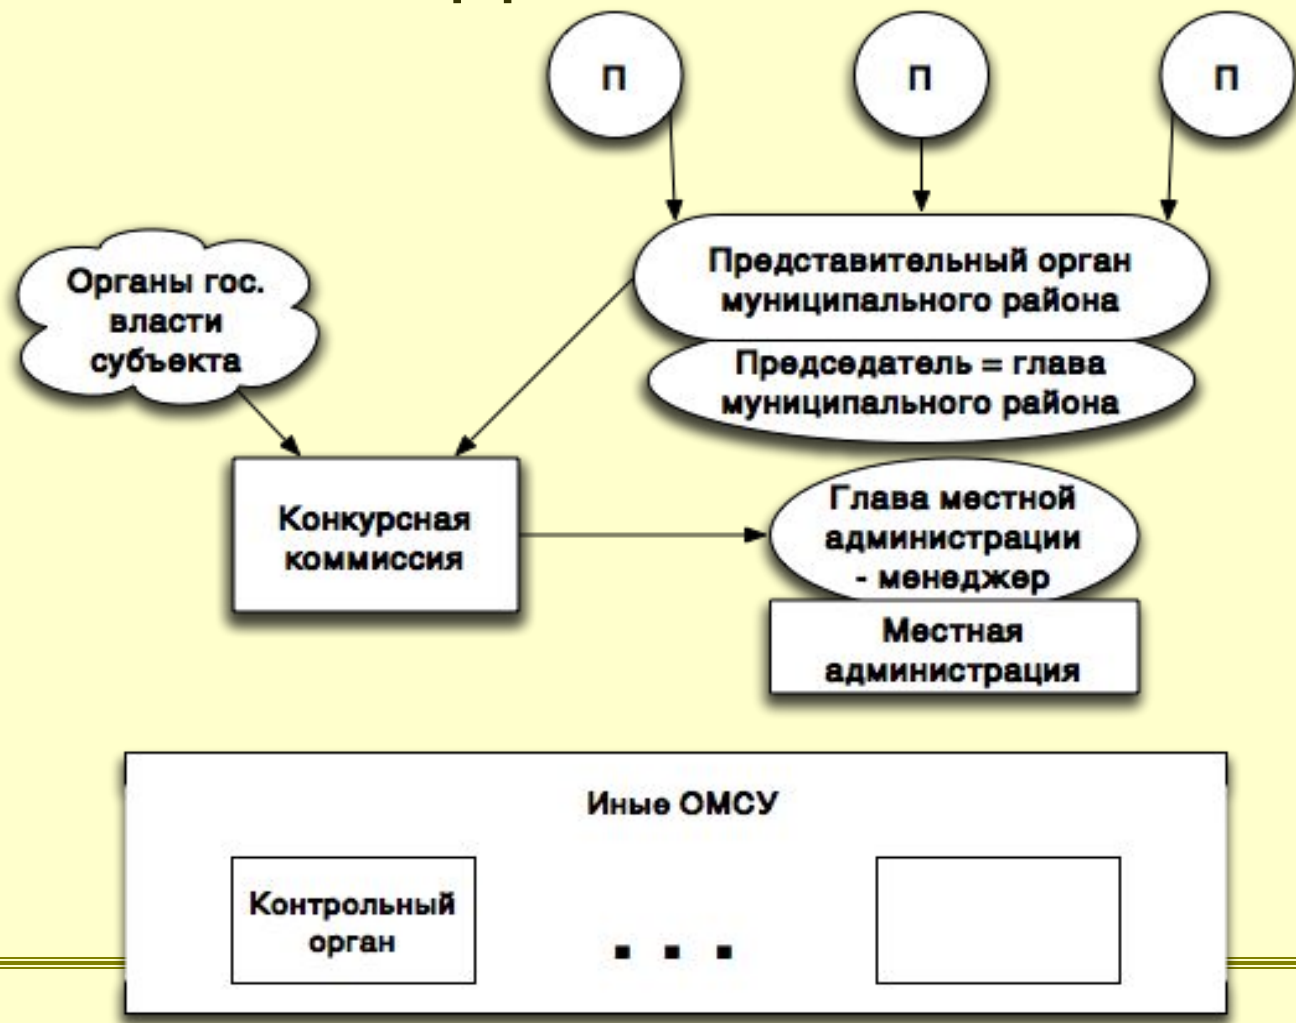 П
П
П
Представительный орган
муниципального района
Органы гос.
власти
субъекта
Председатель = глава
муниципального района
Конкурсная
коммиссия
Глава местной
администрации
- менеджер
Местная
администрация
Иные ОМСУ
Контрольный
орган
. . .